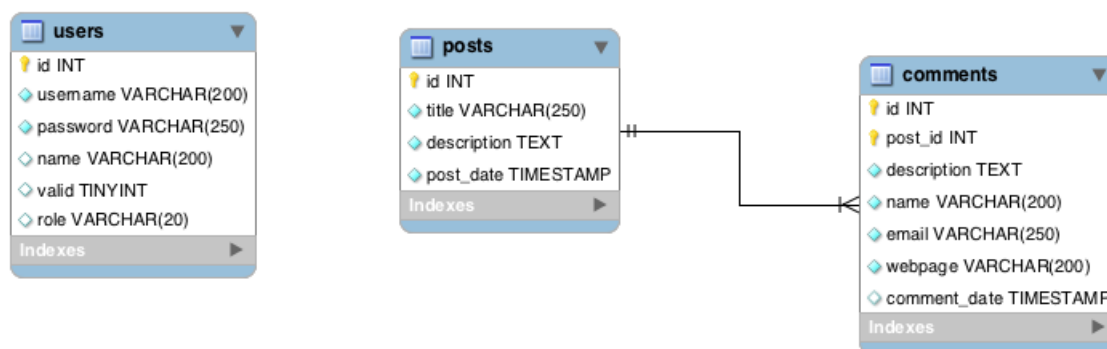 users
id INT
username VARCHAR(200)
password VARCHAR(250)
name VARCHAR(200)
valid TINYINT
role VARCHAR(20)
Indexes
posts
id INT
title VARCHAR(250)
description TEXT
post_date TIMESTAMP
Indexes
comments
id INT
post_id INT
description TEXT
name VARCHAR(200)
email VARCHAR(250)
webpage VARCHAR(200)
comment_date TIMESTAMP
Indexes